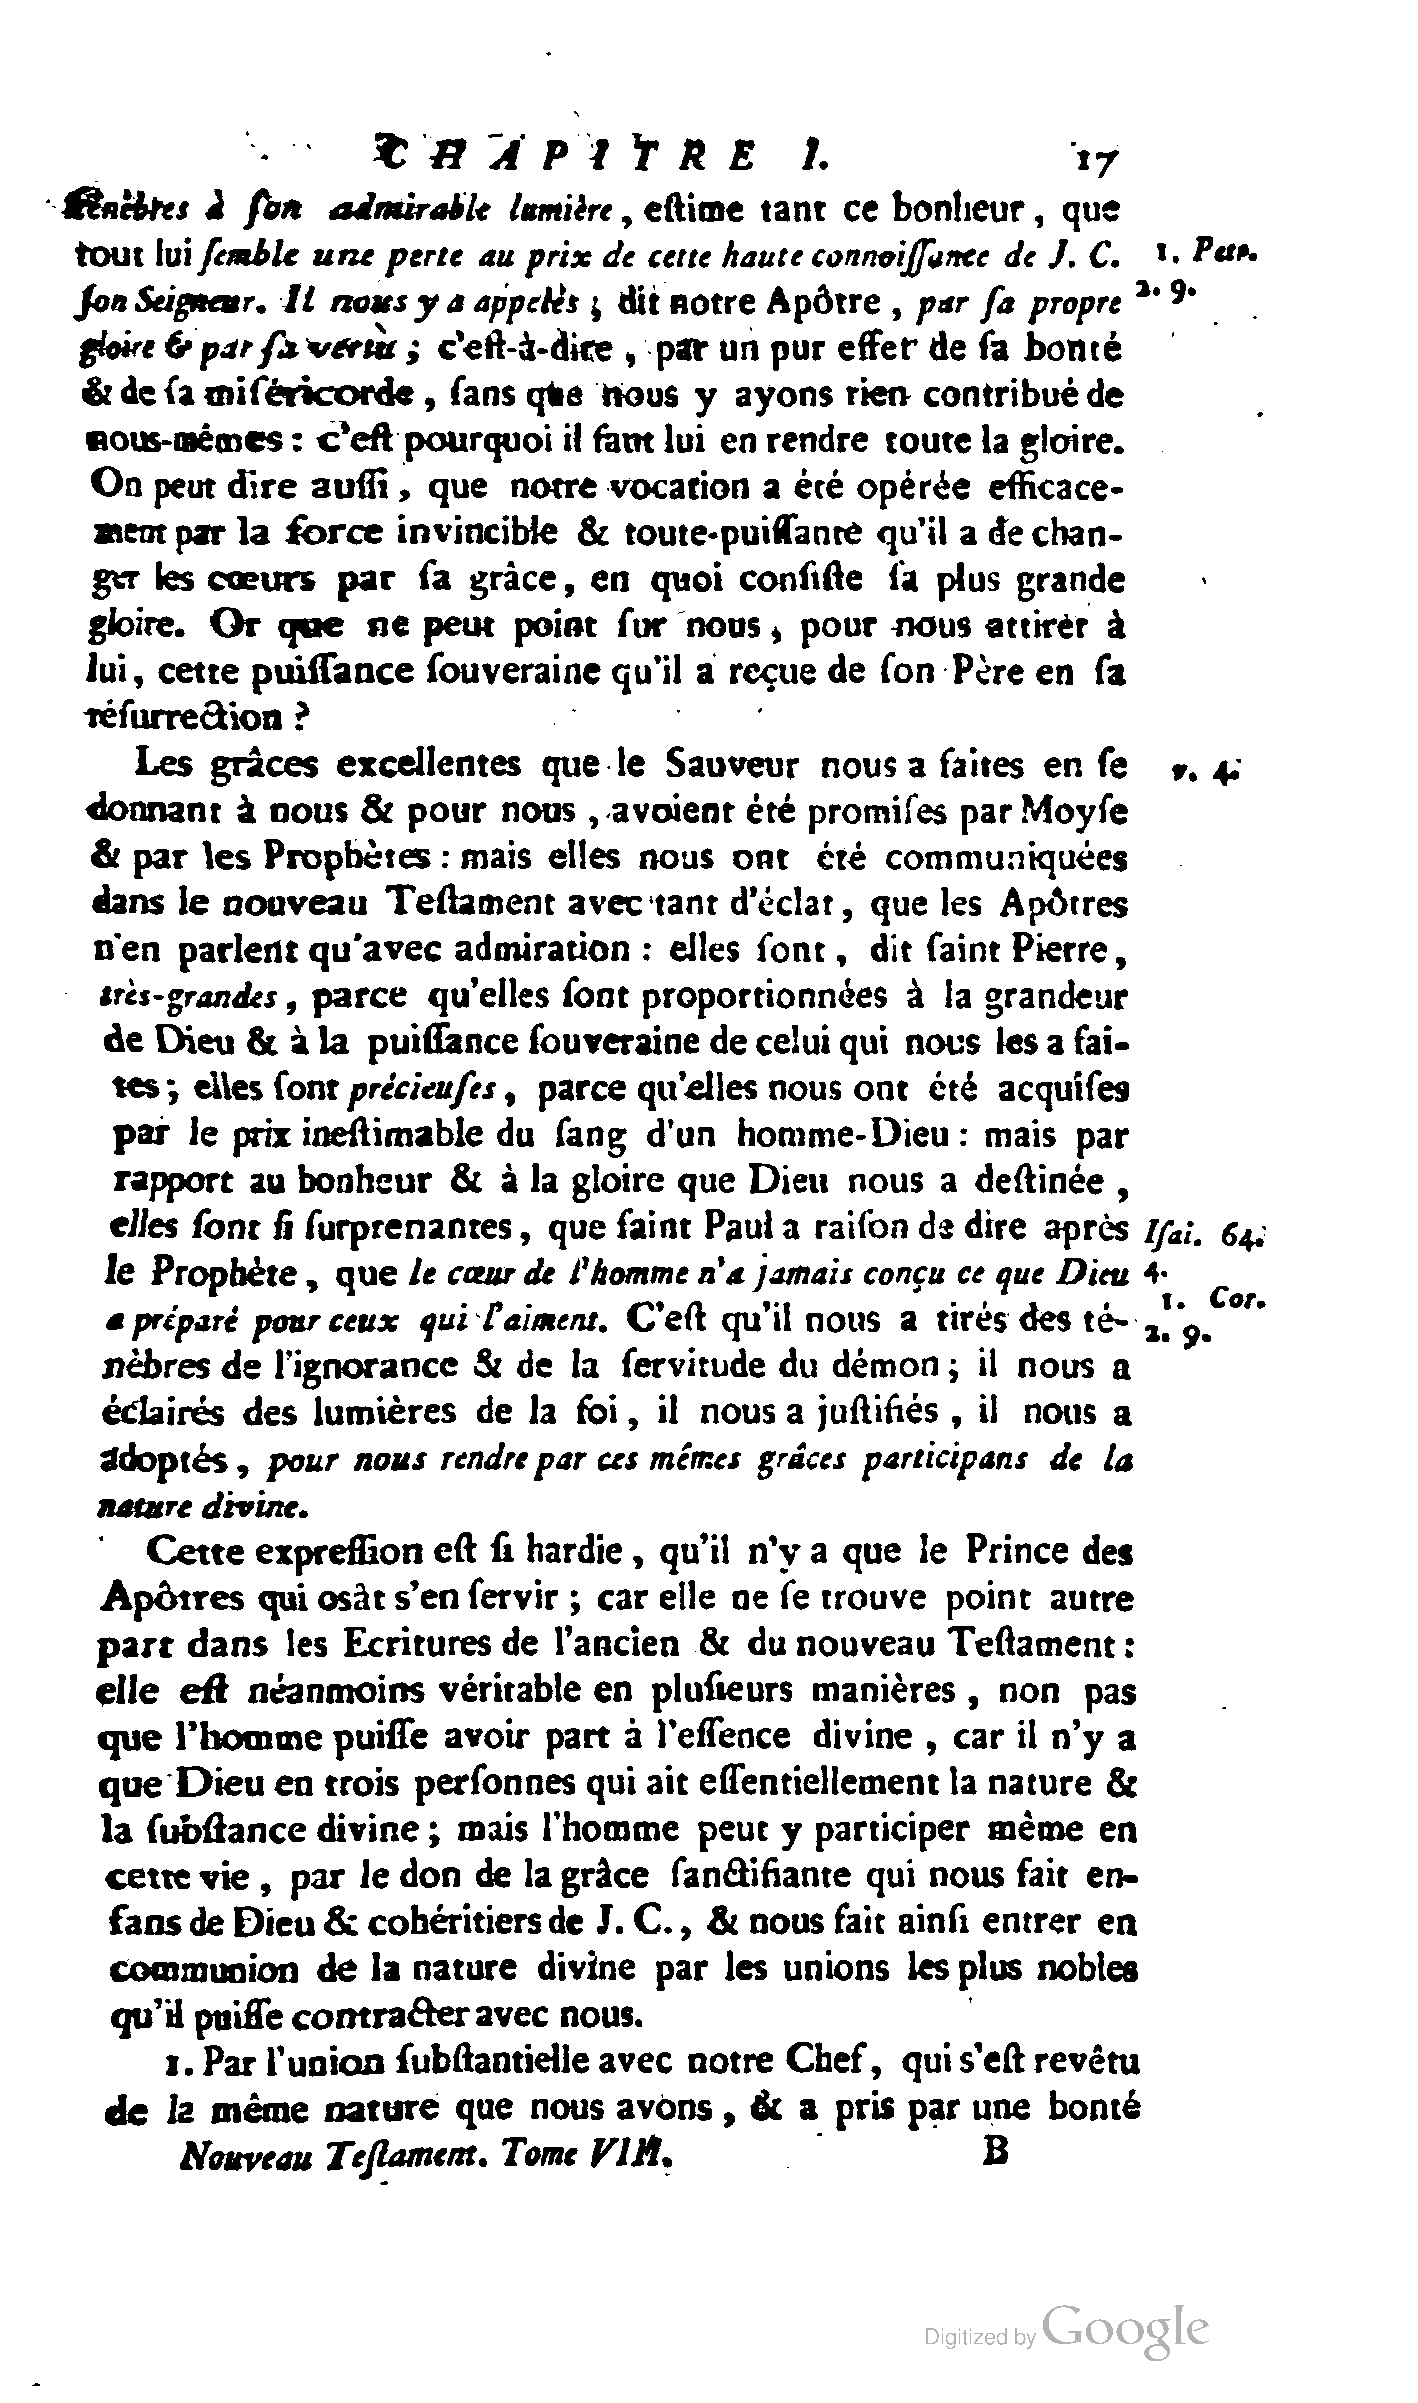 CHAPITRE I. 17
ténèbres à ſon admirable lumière, eſtime tant ce bonheur, que
tout lui ſemble une perte au prix de cette haute connoiſſance de J. C.
1. Petr.
ſon Seigneur. Il nous y a appelés ; dit notre Apôtre, par ſa propre
2. 9.
gloire & par ſa vertu ; c'eſt-à-dire, par un pur effet de ſa bonté
& de ſa miſéricorde, ſans que nous y ayons rien contribué de
nous-mêmes : c'eſt pourquoi il faut lui en rendre toute la gloire.
On peut dire auſſi, que notre vocation a été opérée efficace-
ment par la force invincible & toute-puiſſante qu'il a de chan-
ger les cœurs par ſa grâce, en quoi conſiſte ſa plus grande
gloire. Or que ne peut point ſur nous, pour nous attirer à
lui, cette puiſſance ſouveraine qu'il a reçue de ſon Père en ſa
réſurrection ?
Les grâces excellentes que le Sauveur nous a faites en ſe
v. 4.
donnant à nous & pour nous, avoient été promiſes par Moyſe
& par les Prophètes : mais elles nous ont été communiquées
dans le nouveau Teſtament avec tant d'éclat, que les Apôtres
n'en parlent qu'avec admiration : elles ſont, dit ſaint Pierre,
très-grandes, parce qu'elles ſont proportionnées à la grandeur
de Dieu & à la puiſſance ſouveraine de celui qui nous les a fai-
tes ; elles ſont précieuſes, parce qu'elles nous ont été acquiſes
par le prix ineſtimable du ſang d'un homme-Dieu : mais par
rapport au bonheur & à la gloire que Dieu nous a deſtinée,
elles ſont ſi ſurprenantes, que ſaint Paul a raiſon de dire après
Iſai. 64.
le Prophète, que le cœur de l'homme n'a jamais conçu ce que Dieu
4.
a préparé pour ceux qui l'aiment. C'eſt qu'il nous a tirés des té-
1. Cor.
2. 9.
nèbres de l'ignorance & de la ſervitude du démon ; il nous a
éclairés des lumières de la foi, il nous a juſtifiés, il nous a
adoptés, pour nous rendre par ces mêmes grâces participans de la
nature divine.
Cette expreſſion eſt ſi hardie, qu'il n'y a que le Prince des
Apôtres qui osât s'en ſervir ; car elle ne ſe trouve point autre
part dans les Ecritures de l'ancien & du nouveau Teſtament :
elle eſt néanmoins véritable en pluſieurs manières, non pas
que l'homme puiſſe avoir part à l'eſſence divine, car il n'y a
que Dieu en trois perſonnes qui ait eſſentiellement la nature &
la ſubſtance divine ; mais l'homme peut y participer même en
cette vie, par le don de la grâce ſanctifiante qui nous fait en-
fans de Dieu & cohéritiers de J. C., & nous fait ainſi entrer en
communion de la nature divine par les unions les plus nobles
qu'il puiſſe contracter avec nous.
1. Par l'union ſubſtantielle avec notre Chef, qui s'eſt revêtu
de la même nature que nous avons, & a pris par une bonté
Nouveau Teſtament. Tome VIII. B
Digitized by Google